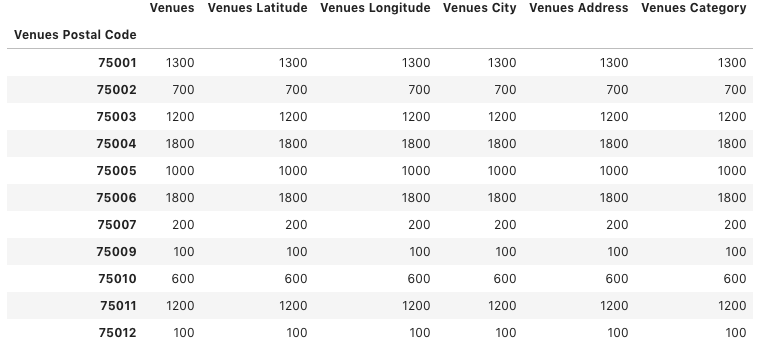 Venues Venues Latitude Venues Longitude Venues City Venues Address Venues Category
Venues Postal Code
75001 1300 1300 1300 1300 1300 1300
75002 700 700 700 700 700 700
75003 1200 1200 1200 1200 1200 1200
75004 1800 1800 1800 1800 1800 1800
75005 1000 1000 1000 1000 1000 1000
75006 1800 1800 1800 1800 1800 1800
75007 200 200 200 200 200 200
75009 100 100 100 100 100 100
75010 600 600 600 600 600 600
75011 1200 1200 1200 1200 1200 1200
75012 100 100 100 100 100 100